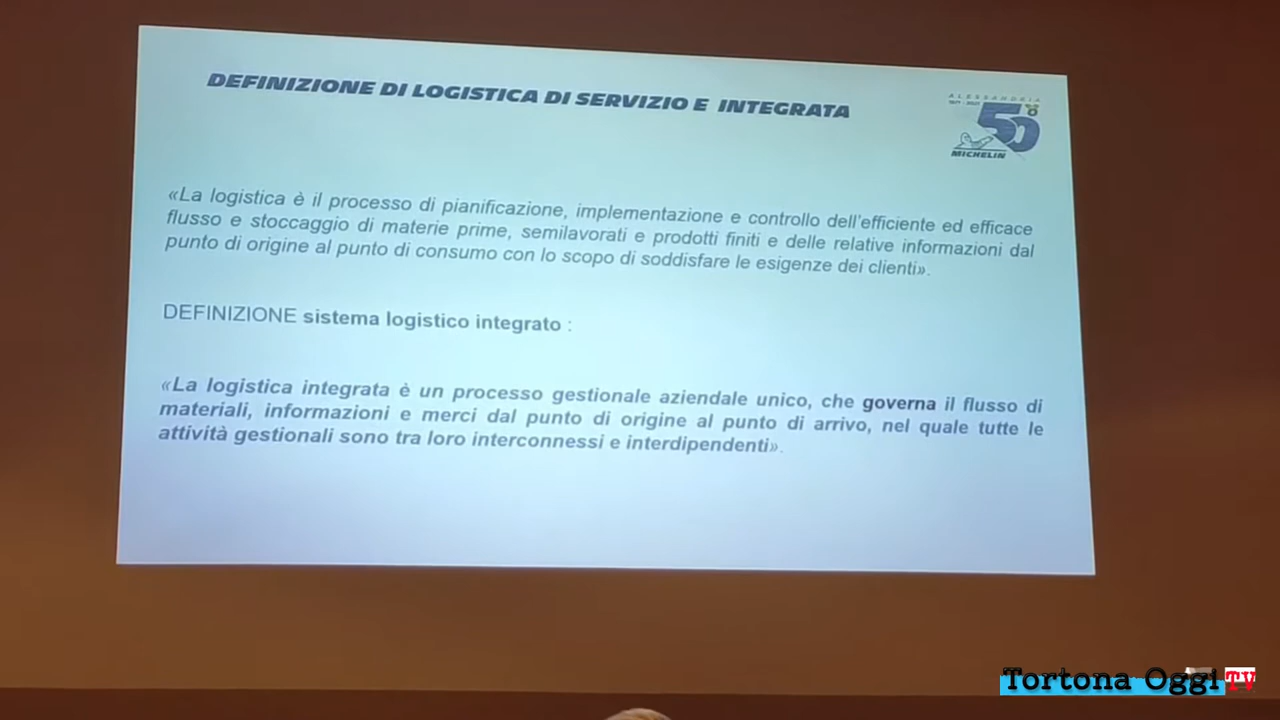 DEFINIZIONE DI LOGISTICA DI SERVIZIO E INTEGRATA
ALESSANDRIA
50°
MICHELIN
«La logistica è il processo di pianificazione, implementazione e controllo dell'efficiente ed efficace
flusso e stoccaggio di materie prime, semilavorati e prodotti finiti e delle relative informazioni dal
punto di origine al punto di consumo con lo scopo di soddisfare le esigenze dei clienti».
DEFINIZIONE sistema logistico integrato :
«La logistica integrata è un processo gestionale aziendale unico, che governa il flusso di
materiali, informazioni e merci dal punto di origine al punto di arrivo, nel quale tutte le
attività gestionali sono tra loro interconnessi e interdipendenti».
Tortona Oggi TV